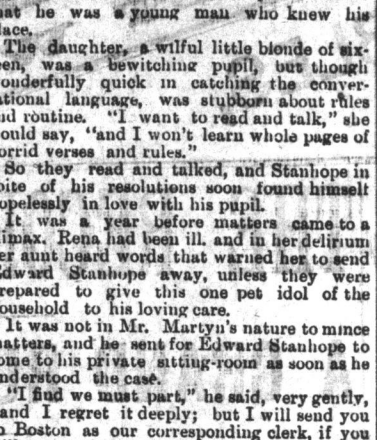 hat he was a young man who knew his
lace.
The daughter, a wilful little blonde of six-
een, was a bewitching pupil, but though
onderfully quick in catching the conver-
ational language, was stubborn about rules
nd routine. "I want to read and talk," she
ould say, "and I won't learn whole pages of
orrid verses and rules."
So they read and talked, and Stanhope in
pite of his resolutions soon found himself
opelessly in love with his pupil.
It was a year before matters came to a
limax. Rena had been ill. and in her delirium
er aunt heard words that warned her to send
Edward Stanhope away, unless they were
repared to give this one pet idol of the
ousehold to his loving care.
It was not in Mr. Martyn's nature to mince
atters, and he sent for Edward Stanhope to
ome to his private sitting-room as soon as he
nderstood the case.
"I find we must part," he said, very gently,
and I regret it deeply; but I will send you
o Boston as our corresponding clerk, if you